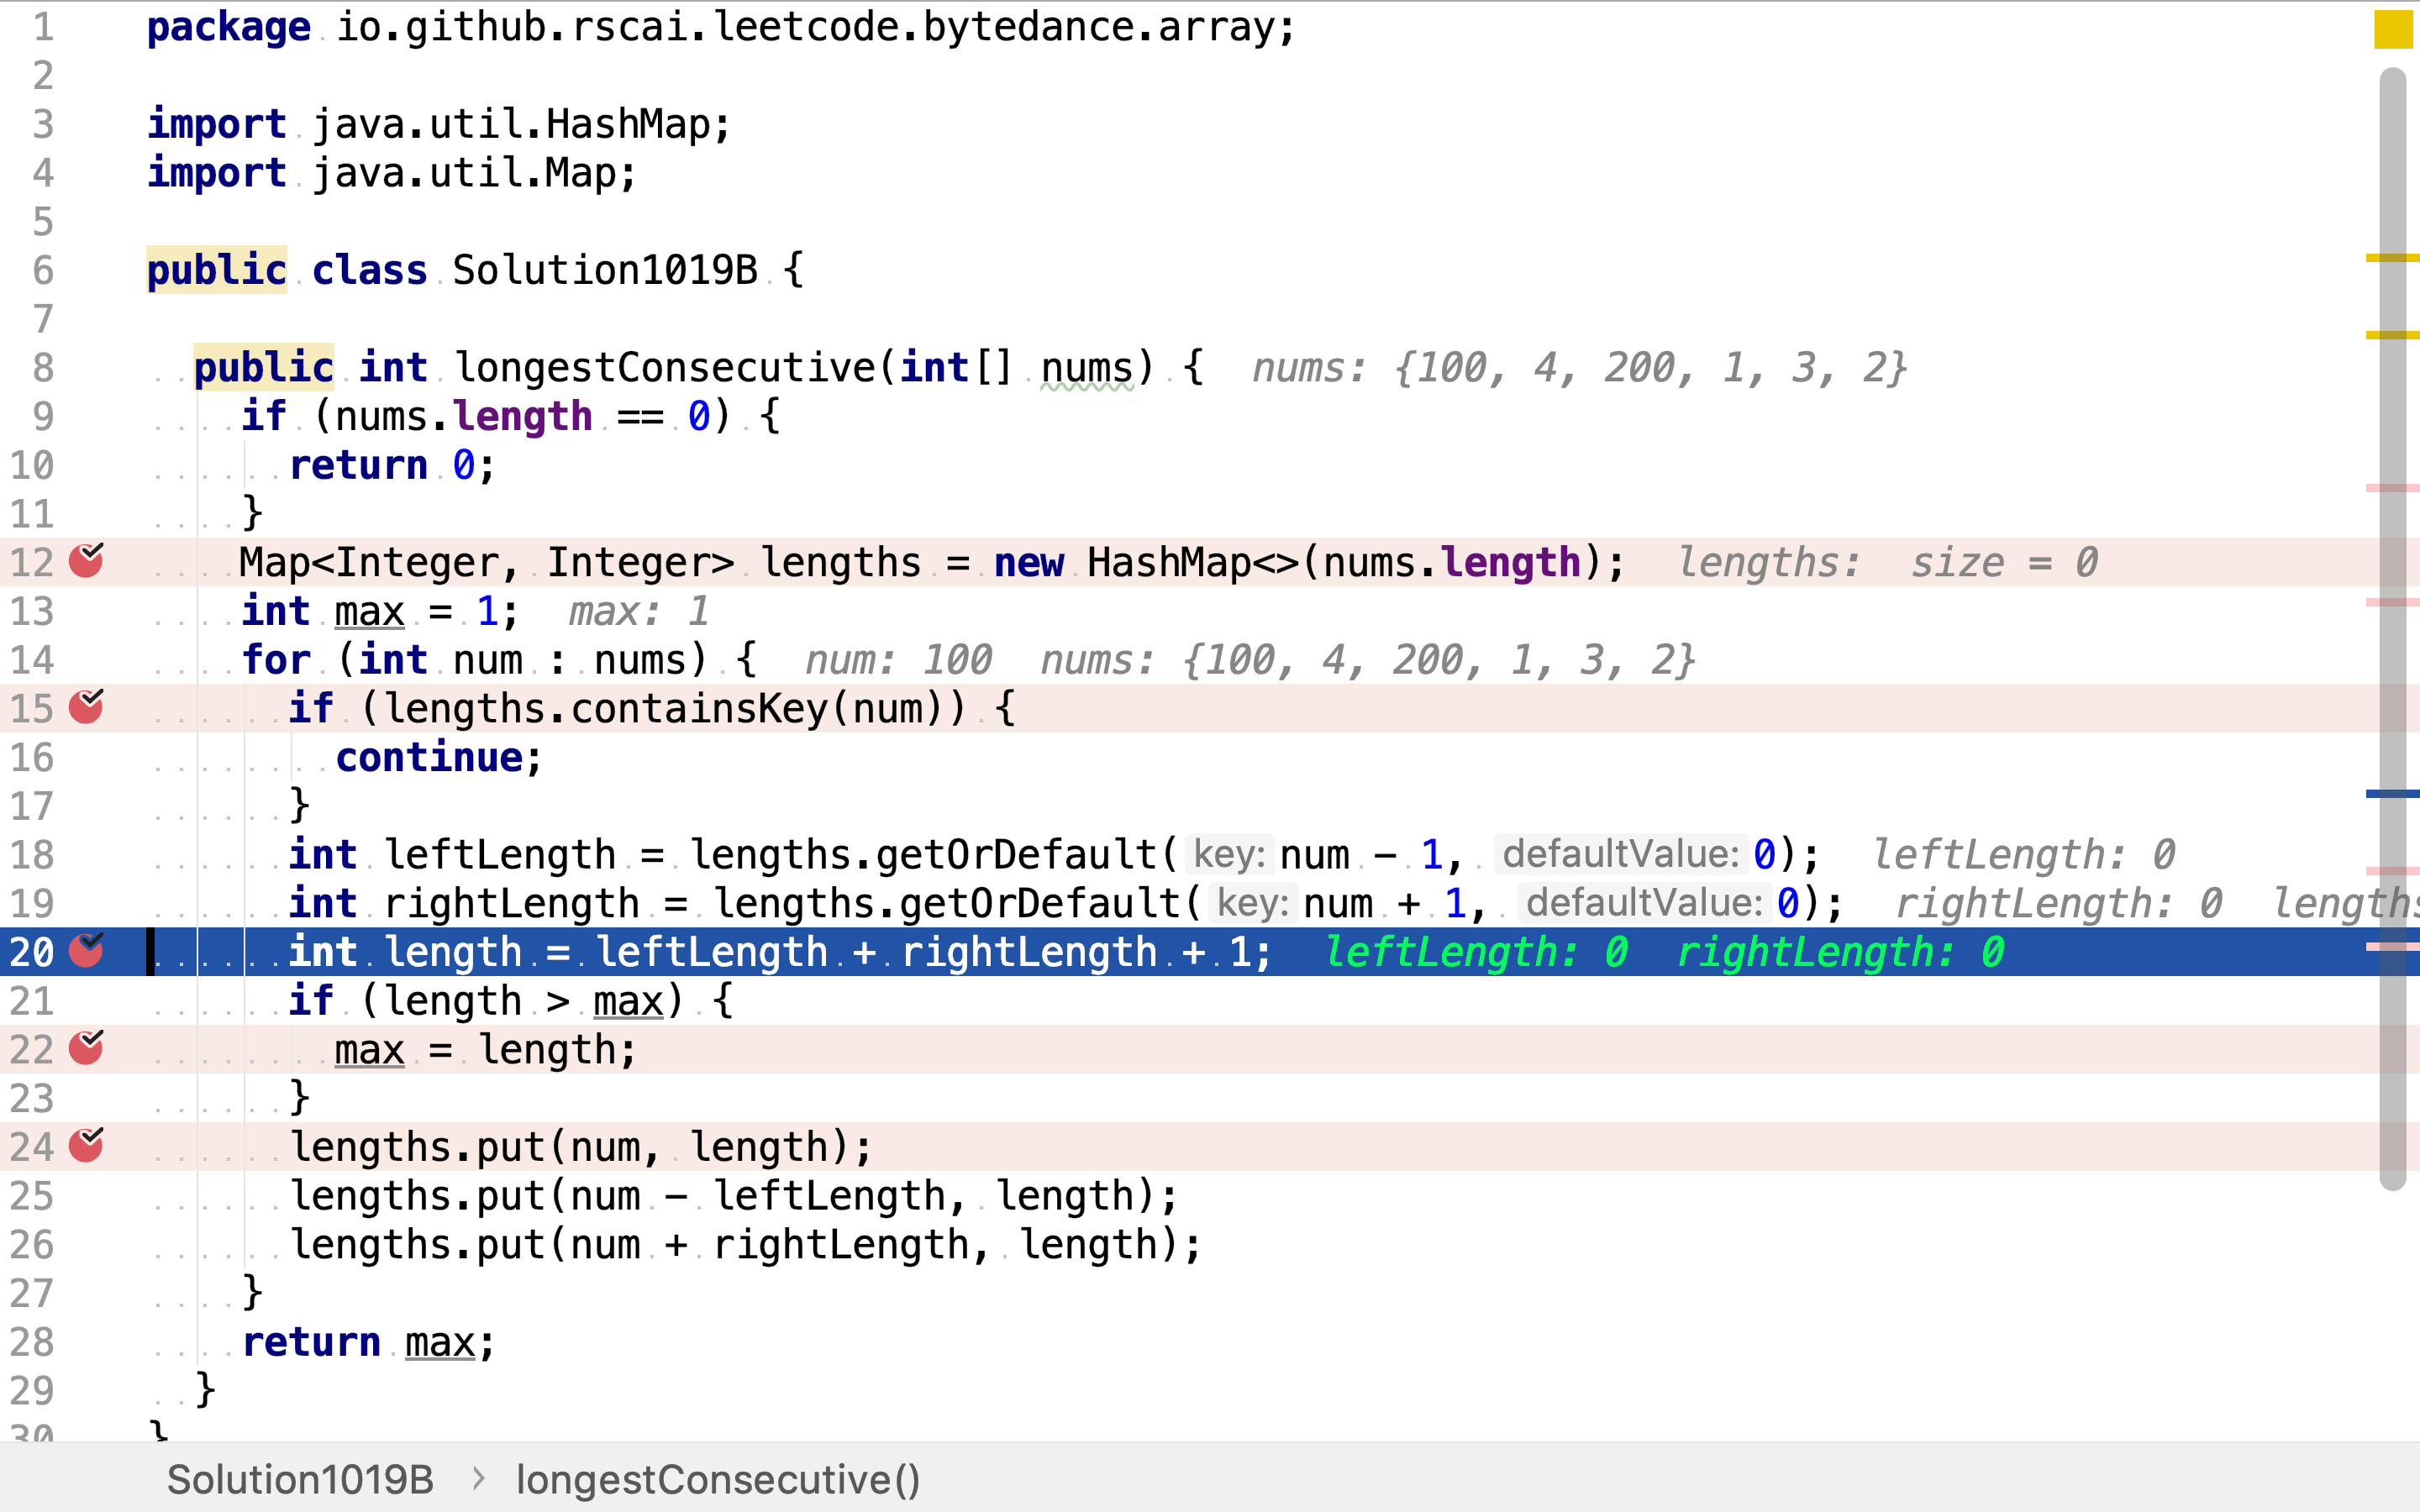 1 package io.github.rscai.leetcode.bytedance.array;
2
3 import java.util.HashMap;
4 import java.util.Map;
5
6 public class Solution1019B {
7
8 public int longestConsecutive(int[] nums) { nums: {100, 4, 200, 1, 3, 2}
9 if (nums.length == 0) {
10 return 0;
11 }
12 Map<Integer, Integer> lengths = new HashMap<>(nums.length); lengths: size = 0
13 int max = 1; max: 1
14 for (int num : nums) { num: 100 nums: {100, 4, 200, 1, 3, 2}
15 if (lengths.containsKey(num)) {
16 continue;
17 }
18 int leftLength = lengths.getOrDefault( key: num - 1, defaultValue: 0); leftLength: 0
19 int rightLength = lengths.getOrDefault( key: num + 1, defaultValue: 0); rightLength: 0 lengths
20 int length = leftLength + rightLength + 1; leftLength: 0 rightLength: 0
21 if (length > max) {
22 max = length;
23 }
24 lengths.put(num, length);
25 lengths.put(num - leftLength, length);
26 lengths.put(num + rightLength, length);
27 }
28 return max;
29 }
30 }
Solution1019B > longestConsecutive()